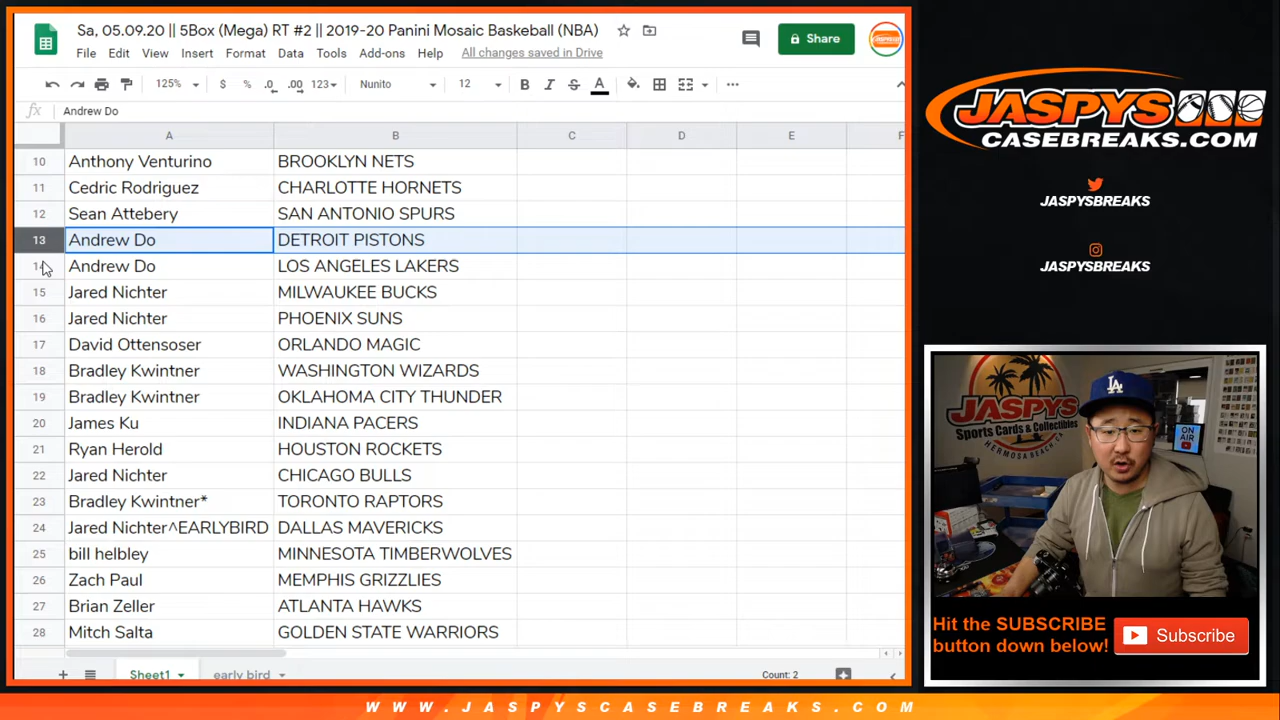 Sa, 05.09.20 || 5Box (Mega) RT #2 || 2019-20 Panini Mosaic Baskeball (NBA)
File Edit View Insert Format Data Tools Add-ons Help All changes saved in Drive
Share
125% $ % .0 .00 123 Nunito 12 B I S A
fx Andrew Do
A B C D E F
10 Anthony Venturino BROOKLYN NETS
11 Cedric Rodriguez CHARLOTTE HORNETS
12 Sean Attebery SAN ANTONIO SPURS
13 Andrew Do DETROIT PISTONS
14 Andrew Do LOS ANGELES LAKERS
15 Jared Nichter MILWAUKEE BUCKS
16 Jared Nichter PHOENIX SUNS
17 David Ottensoser ORLANDO MAGIC
18 Bradley Kwintner WASHINGTON WIZARDS
19 Bradley Kwintner OKLAHOMA CITY THUNDER
20 James Ku INDIANA PACERS
21 Ryan Herold HOUSTON ROCKETS
22 Jared Nichter CHICAGO BULLS
23 Bradley Kwintner* TORONTO RAPTORS
24 Jared Nichter^EARLYBIRD DALLAS MAVERICKS
25 bill helbley MINNESOTA TIMBERWOLVES
26 Zach Paul MEMPHIS GRIZZLIES
27 Brian Zeller ATLANTA HAWKS
28 Mitch Salta GOLDEN STATE WARRIORS
Sheet1 early bird Count: 2
JASPYS
CASEBREAKS.COM
JASPYSBREAKS
JASPYSBREAKS
JASPYS
Sports Cards & Collectibles
HERMOSA BEACH, CA
LA
ON AIR
Hit the SUBSCRIBE
button down below!
Subscribe
WWW.JASPYSCASEBREAKS.COM